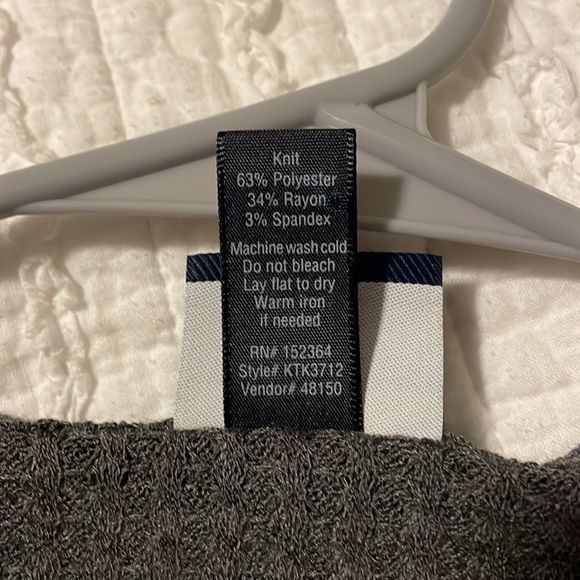 Knit
63% Polyester
34% Rayon
3% Spandex
Machine wash cold
Do not bleach
Lay flat to dry
Warm iron
if needed
RN# 152364
Style# KTK3712
Vendor# 48150